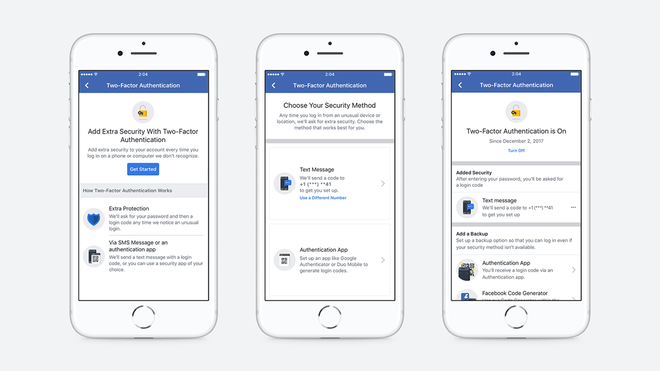 2:04
Two-Factor Authentication
Add Extra Security With Two-Factor
Authentication
Add extra security to your account every time you
log in on a phone or computer we don't recognize.
Get Started
How Two-Factor Authentication Works
Extra Protection
We'll ask for your password and then a
login code any time we notice an unusual
login.
Via SMS Message or an
authentication app
We'll send a text message with a login
code, or you can use a security app of your
choice.
2:04
Two-Factor Authentication
Choose Your Security Method
Any time you log in from an unusual device or
location, we'll ask for extra security. Choose the
method that works best for you.
Text Message
We'll send a code to
+1 (***) **41
to get you set up.
Use a Different Number
Authentication App
Set up an app like Google
Authenticator or Duo Mobile to
generate login codes.
2:04
Two-Factor Authentication
Two-Factor Authentication is On
Since December 2, 2017
Turn Off
Added Security
After entering your password, you'll be asked for
a login code
Text message
We'll send a code to +1(***) **41
to get you set up
Add a Backup
Set up a backup option so that you can log in even if
your security method isn't available.
Authentication App
You'll receive a login code via an
Authentication app.
Facebook Code Generator